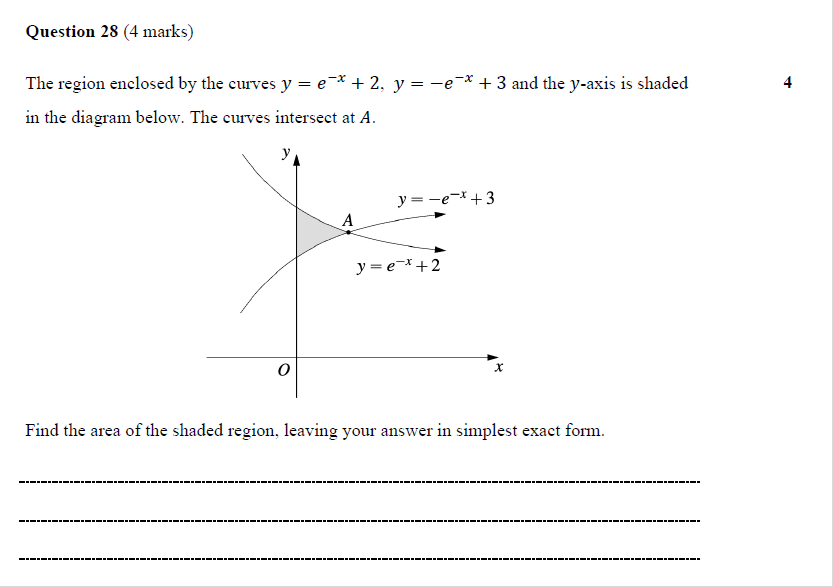 Question 28 (4 marks)
The region enclosed by the curves y = e⁻ˣ + 2, y = −e⁻ˣ + 3 and the y-axis is shaded 4
in the diagram below. The curves intersect at A.
y
y = −e⁻ˣ + 3
A
y = e⁻ˣ + 2
O
x
Find the area of the shaded region, leaving your answer in simplest exact form.